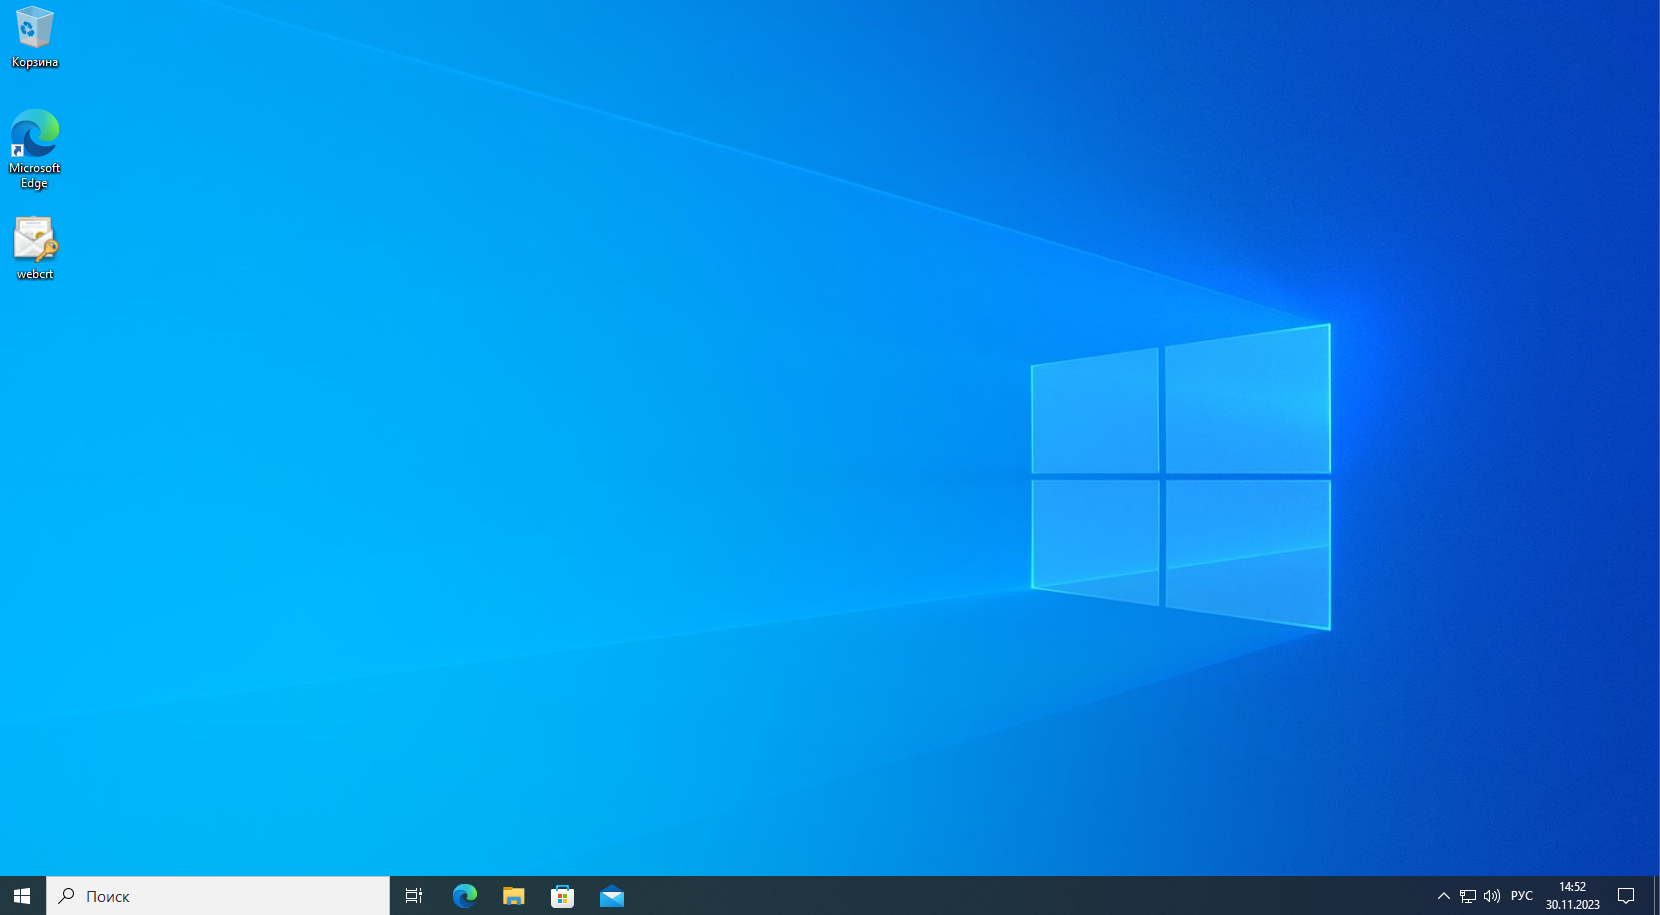 Корзина
Microsoft
Edge
webcrt
Поиск
РУС
14:52
30.11.2023